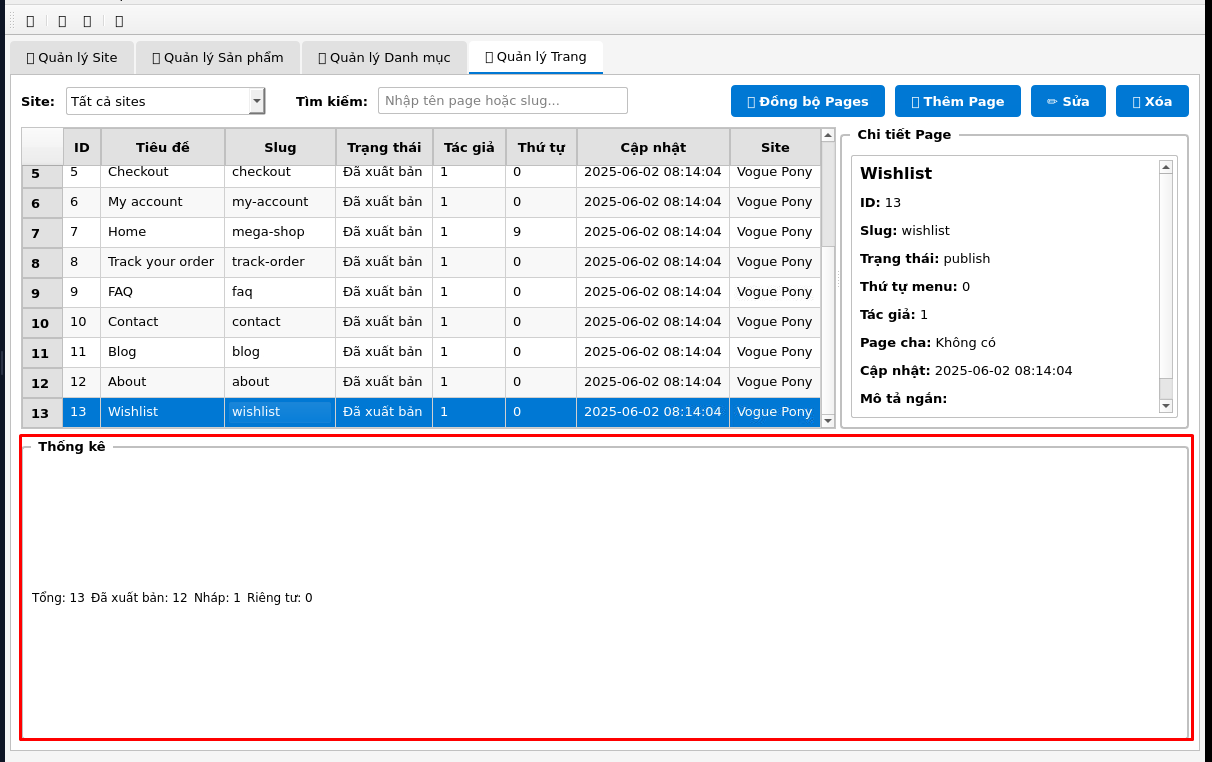 Quản lý Site Quản lý Sản phẩm Quản lý Danh mục Quản lý Trang
Site: Tất cả sites Tìm kiếm: Nhập tên page hoặc slug... Đồng bộ Pages Thêm Page ✏ Sửa Xóa
ID Tiêu đề Slug Trạng thái Tác giả Thứ tự Cập nhật Site
5 5 Checkout checkout Đã xuất bản 1 0 2025-06-02 08:14:04 Vogue Pony
6 6 My account my-account Đã xuất bản 1 0 2025-06-02 08:14:04 Vogue Pony
7 7 Home mega-shop Đã xuất bản 1 9 2025-06-02 08:14:04 Vogue Pony
8 8 Track your order track-order Đã xuất bản 1 0 2025-06-02 08:14:04 Vogue Pony
9 9 FAQ faq Đã xuất bản 1 0 2025-06-02 08:14:04 Vogue Pony
10 10 Contact contact Đã xuất bản 1 0 2025-06-02 08:14:04 Vogue Pony
11 11 Blog blog Đã xuất bản 1 0 2025-06-02 08:14:04 Vogue Pony
12 12 About about Đã xuất bản 1 0 2025-06-02 08:14:04 Vogue Pony
13 13 Wishlist wishlist Đã xuất bản 1 0 2025-06-02 08:14:04 Vogue Pony
Chi tiết Page
Wishlist
ID: 13
Slug: wishlist
Trạng thái: publish
Thứ tự menu: 0
Tác giả: 1
Page cha: Không có
Cập nhật: 2025-06-02 08:14:04
Mô tả ngắn:
Thống kê
Tổng: 13 Đã xuất bản: 12 Nháp: 1 Riêng tư: 0